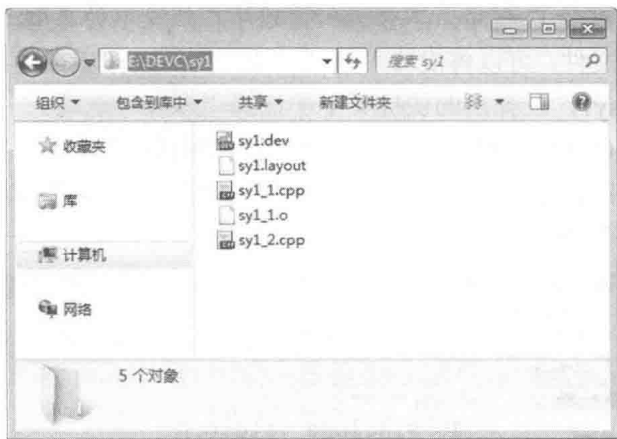 E:\DEVC\sy1
搜索 sy1
组织
包含到库中
共享
新建文件夹
收藏夹
库
计算机
网络
sy1.dev
sy1.layout
sy1_1.cpp
sy1_1.o
sy1_2.cpp
5 个对象